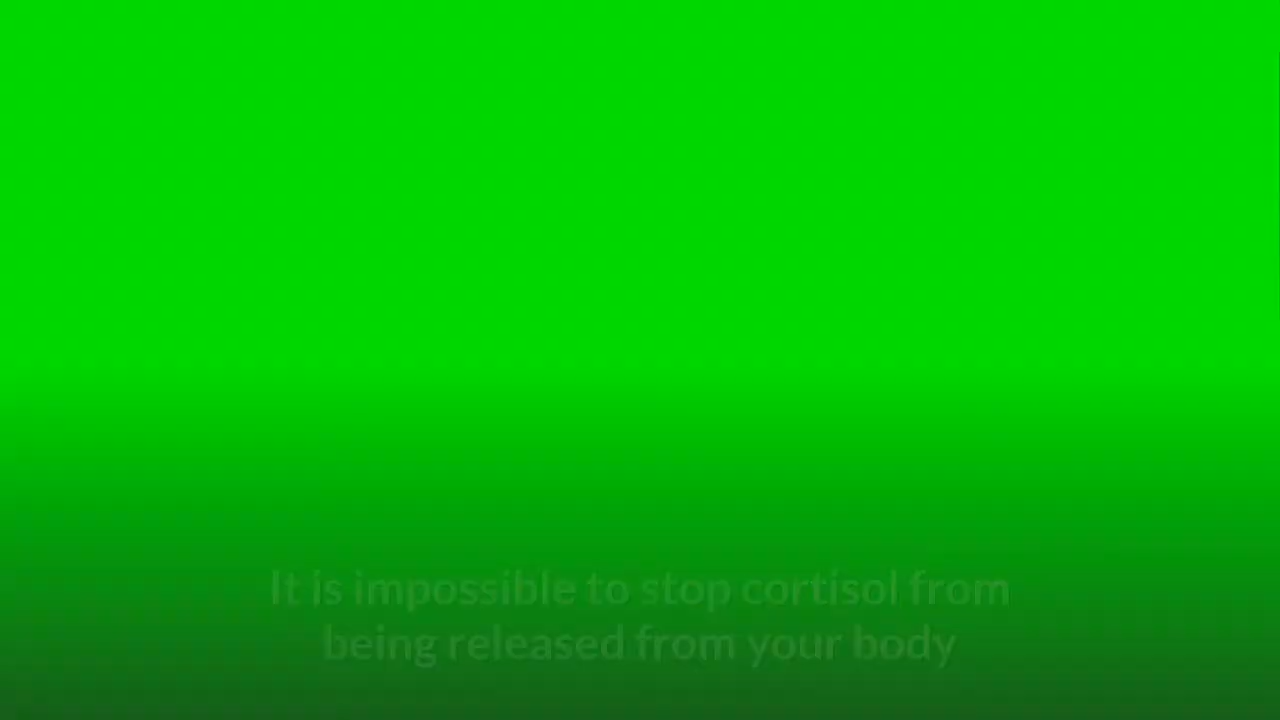 It is impossible to stop cortisol from
being released from your body